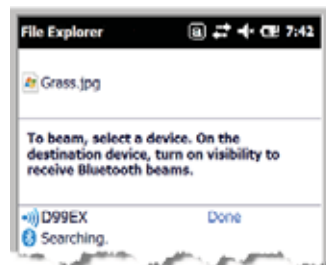 File Explorer a 7:42
Grass.jpg
To beam, select a device. On the
destination device, turn on visibility to
receive Bluetooth beams.
D99EX Done
Searching.